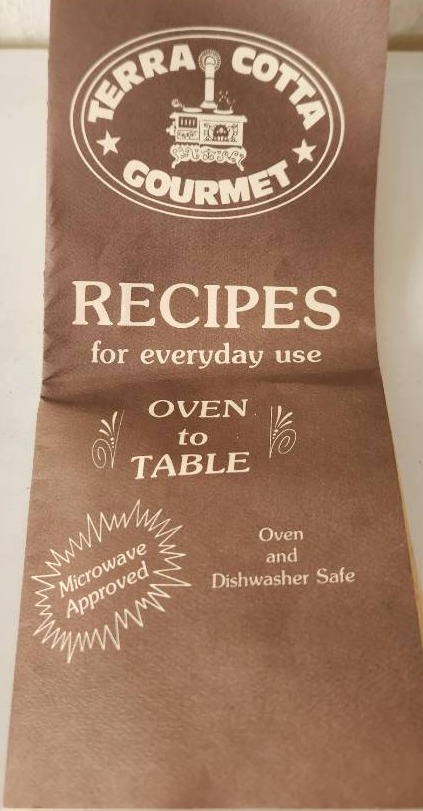 TERRA COTTA
GOURMET
RECIPES
for everyday use
OVEN
to
TABLE
Microwave
Approved
Oven
and
Dishwasher Safe